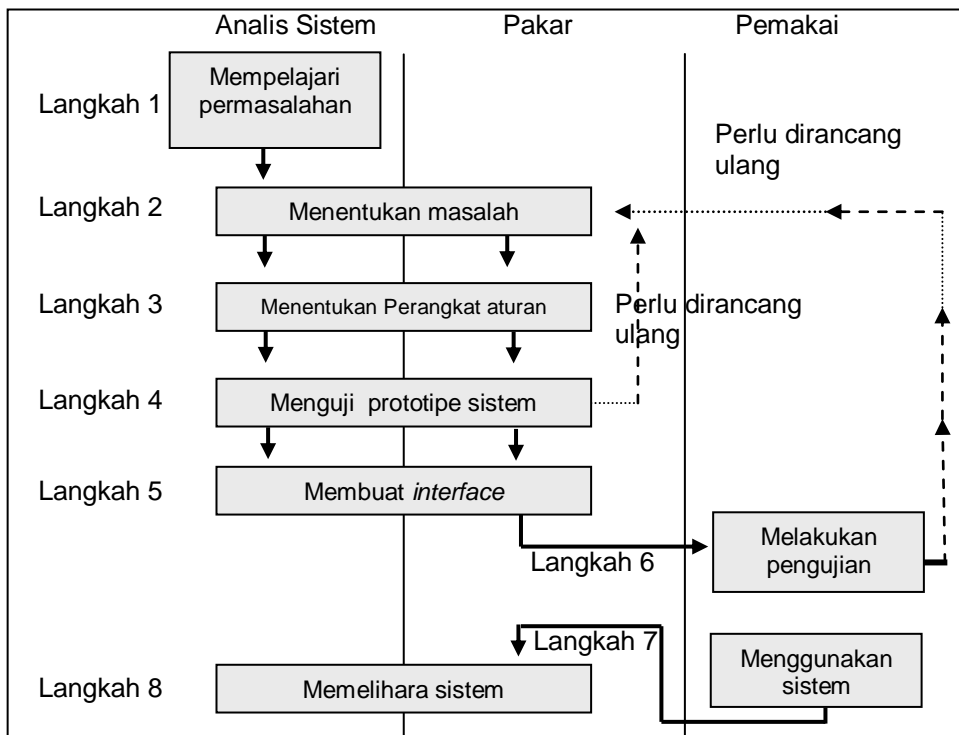 Analis Sistem Pakar Pemakai
Langkah 1
Mempelajari
permasalahan
Perlu dirancang
ulang
Langkah 2
Menentukan masalah
Langkah 3
Menentukan Perangkat aturan
Perlu dirancang
ulang
Langkah 4
Menguji prototipe sistem
Langkah 5
Membuat interface
Langkah 6
Melakukan
pengujian
Langkah 7
Menggunakan
sistem
Langkah 8
Memelihara sistem